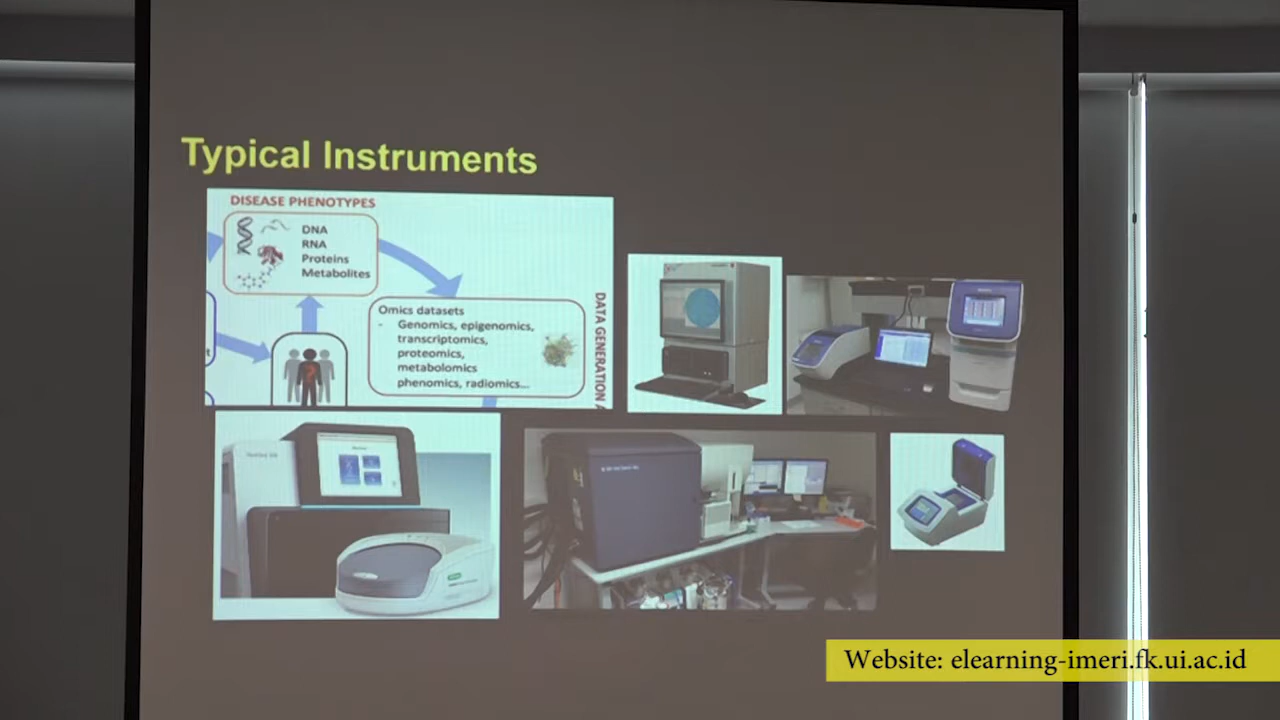 Typical Instruments
DISEASE PHENOTYPES
DNA
RNA
Proteins
Metabolites
Omics datasets
- Genomics, epigenomics,
transcriptomics,
proteomics,
metabolomics
phenomics, radiomics...
DATA GENERATION
Website: elearning-imeri.fk.ui.ac.id